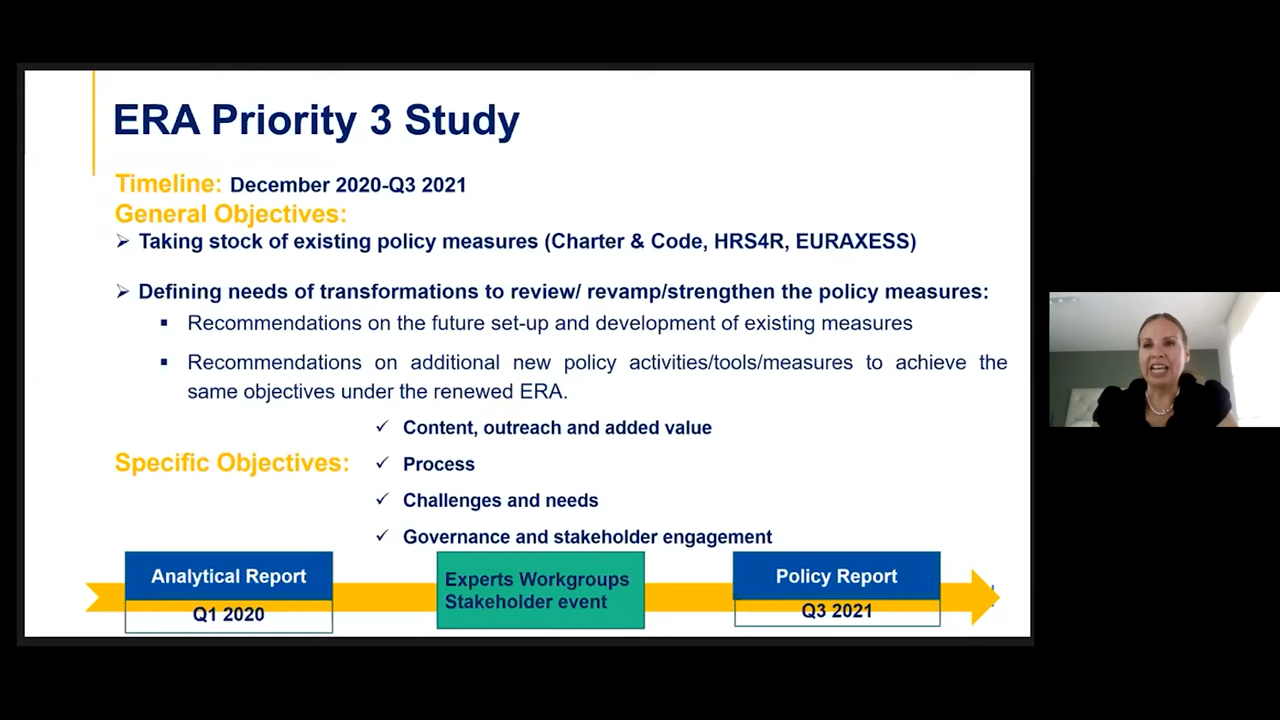 ERA Priority 3 Study
Timeline: December 2020-Q3 2021
General Objectives:
Taking stock of existing policy measures (Charter & Code, HRS4R, EURAXESS)
Defining needs of transformations to review/ revamp/strengthen the policy measures:
Recommendations on the future set-up and development of existing measures
Recommendations on additional new policy activities/tools/measures to achieve the
same objectives under the renewed ERA.
Specific Objectives:
Content, outreach and added value
Process
Challenges and needs
Governance and stakeholder engagement
Analytical Report
Q1 2020
Experts Workgroups
Stakeholder event
Policy Report
Q3 2021